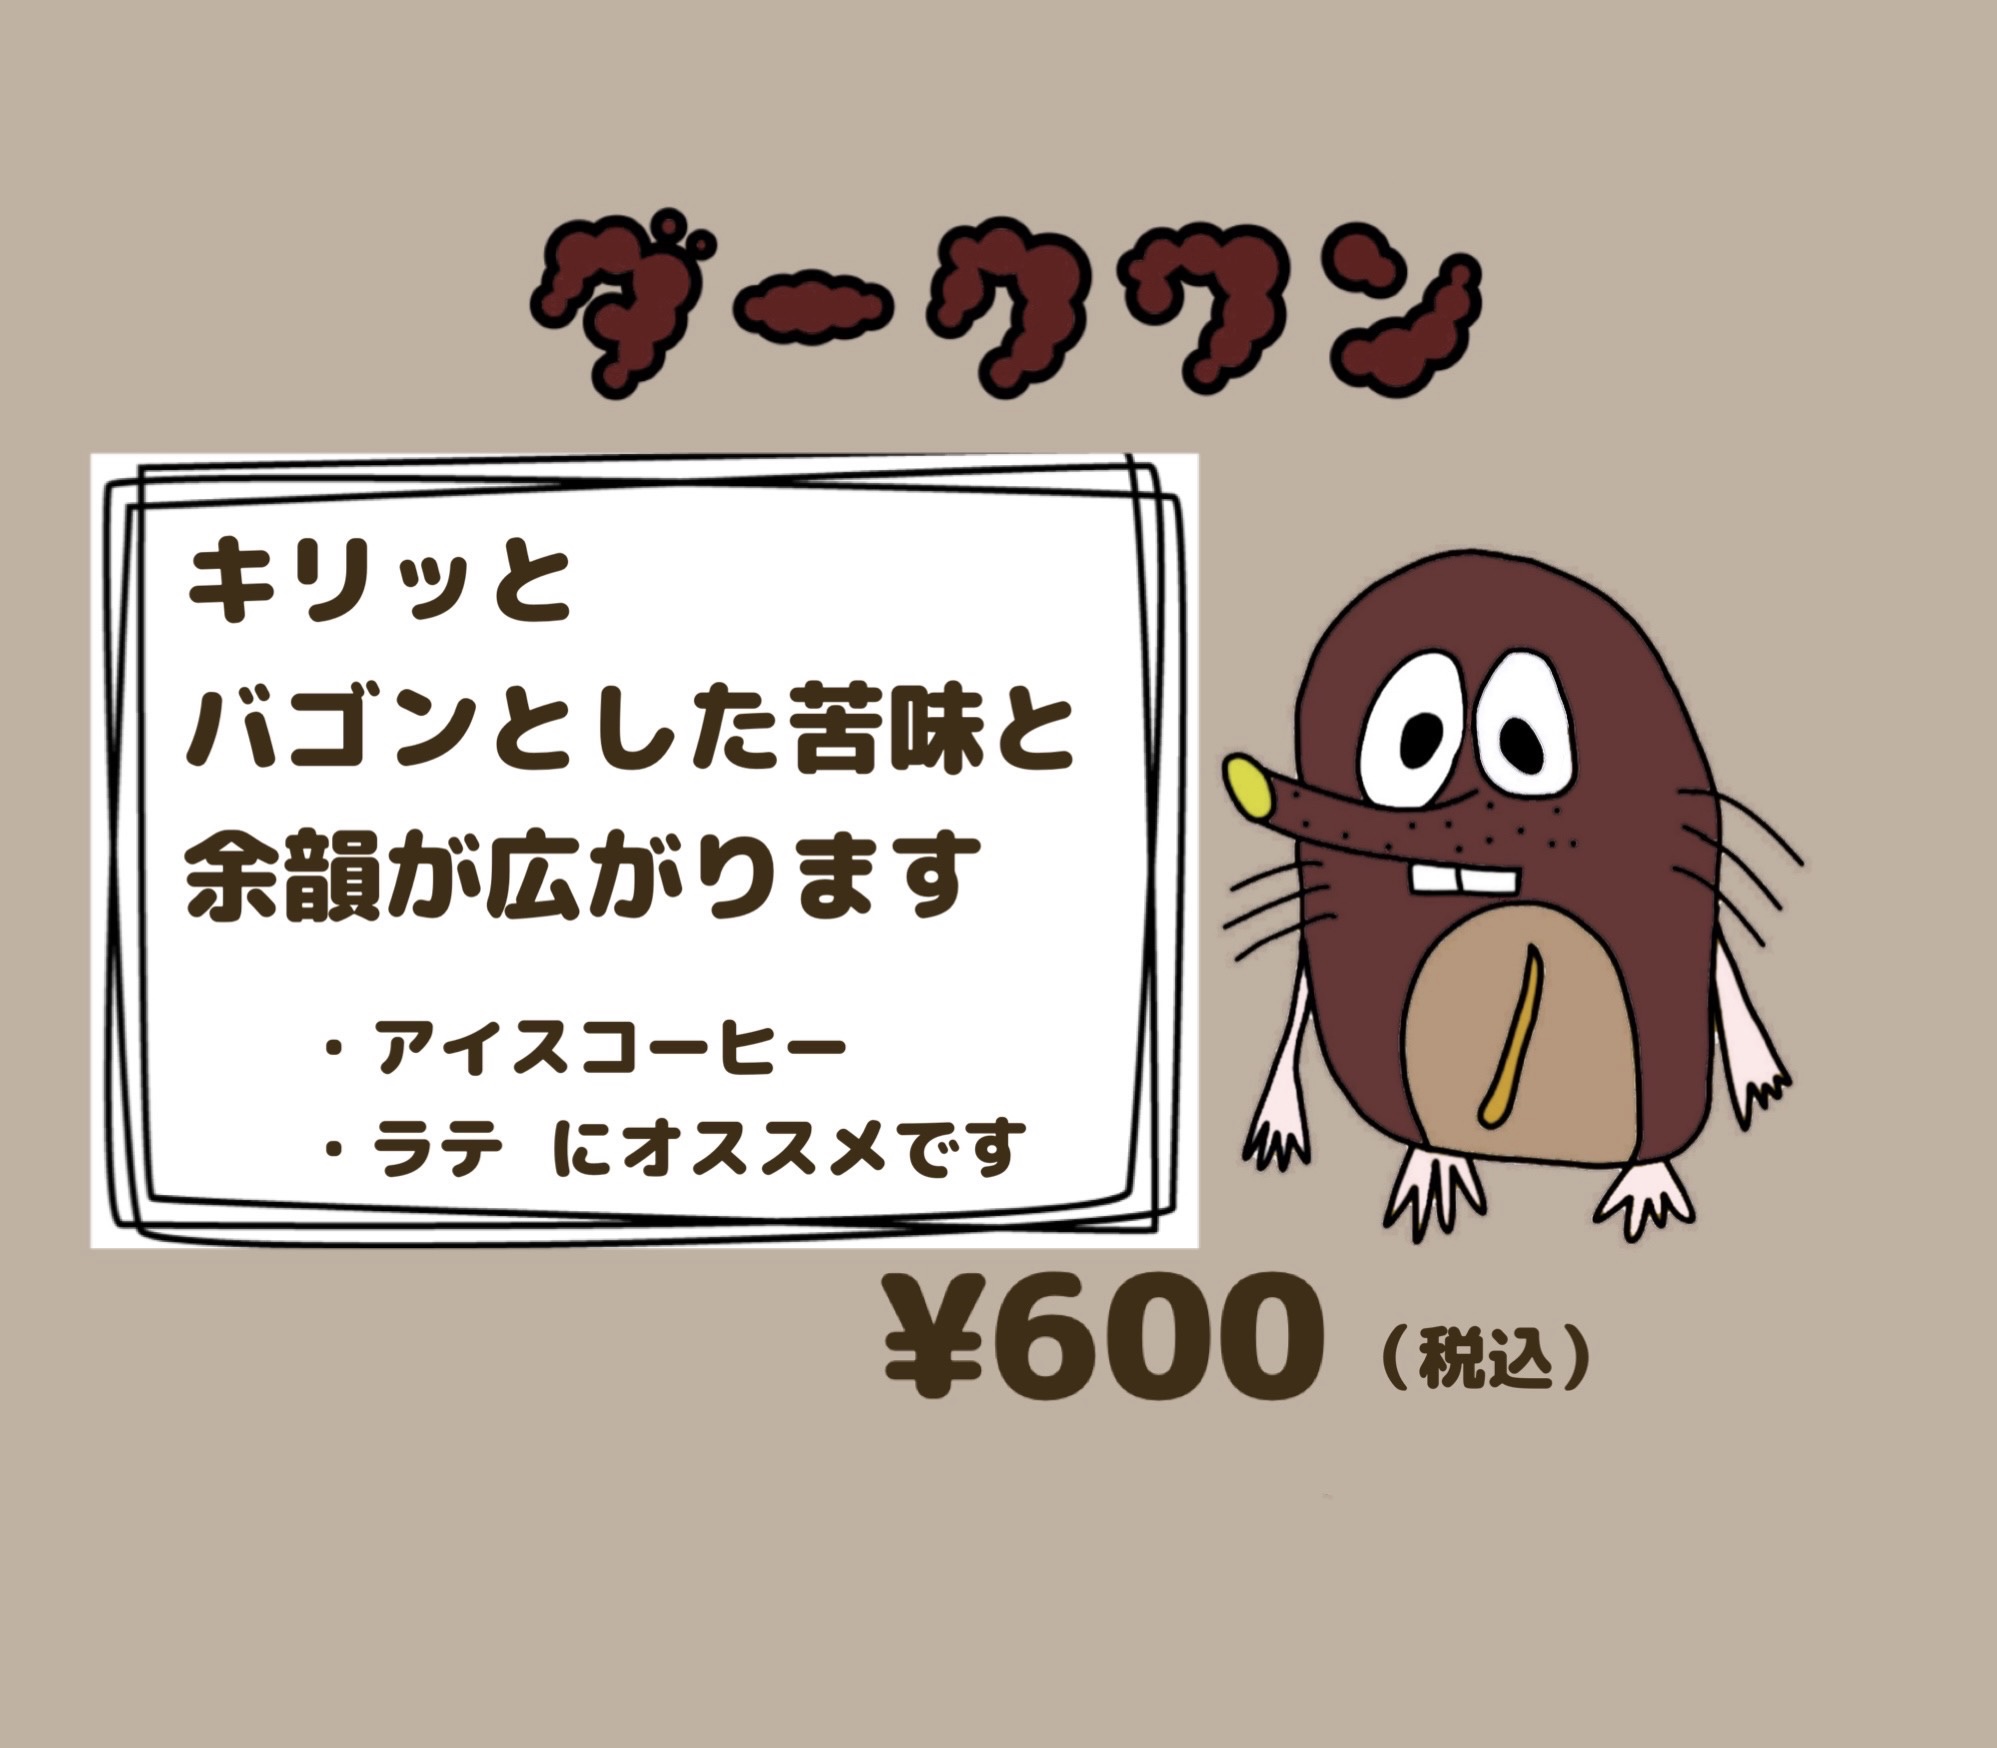 ダークワン
キリッと
バゴンとした苦味と
余韻が広がります
・アイスコーヒー
・ラテ にオススメです
¥600 （税込）